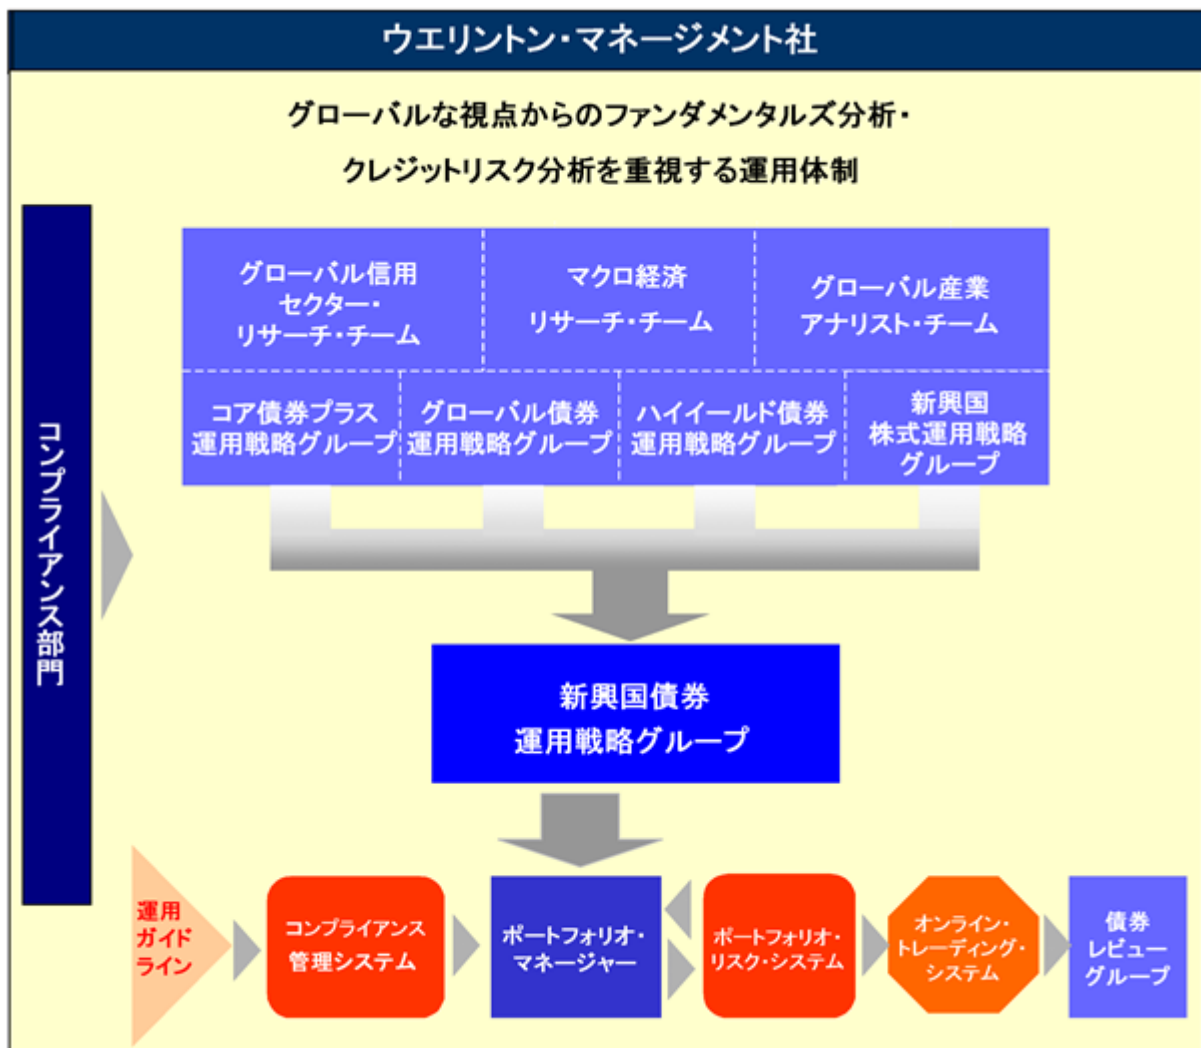 ウエリントン・マネージメント社
グローバルな視点からのファンダメンタルズ分析・
クレジットリスク分析を重視する運用体制
コンプライアンス部門
グローバル信用
セクター・
リサーチ・チーム
マクロ経済
リサーチ・チーム
グローバル産業
アナリスト・チーム
コア債券プラス
運用戦略グループ
グローバル債券
運用戦略グループ
ハイイールド債券
運用戦略グループ
新興国
株式運用戦略
グループ
新興国債券
運用戦略グループ
運用
ガイド
ライン
コンプライアンス
管理システム
ポートフォリオ・
マネージャー
ポートフォリオ・
リスク・システム
オンライン・
トレーディング・
システム
債券
レビュー
グループ